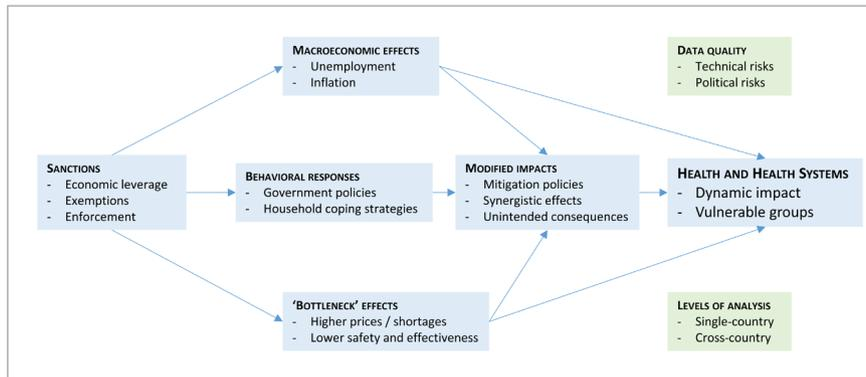 MACROECONOMIC EFFECTS
- Unemployment
- Inflation
DATA QUALITY
- Technical risks
- Political risks
SANCTIONS
- Economic leverage
- Exemptions
- Enforcement
BEHAVIORAL RESPONSES
- Government policies
- Household coping strategies
MODIFIED IMPACTS
- Mitigation policies
- Synergistic effects
- Unintended consequences
HEALTH AND HEALTH SYSTEMS
- Dynamic impact
- Vulnerable groups
‘BOTTLENECK’ EFFECTS
- Higher prices / shortages
- Lower safety and effectiveness
LEVELS OF ANALYSIS
- Single-country
- Cross-country